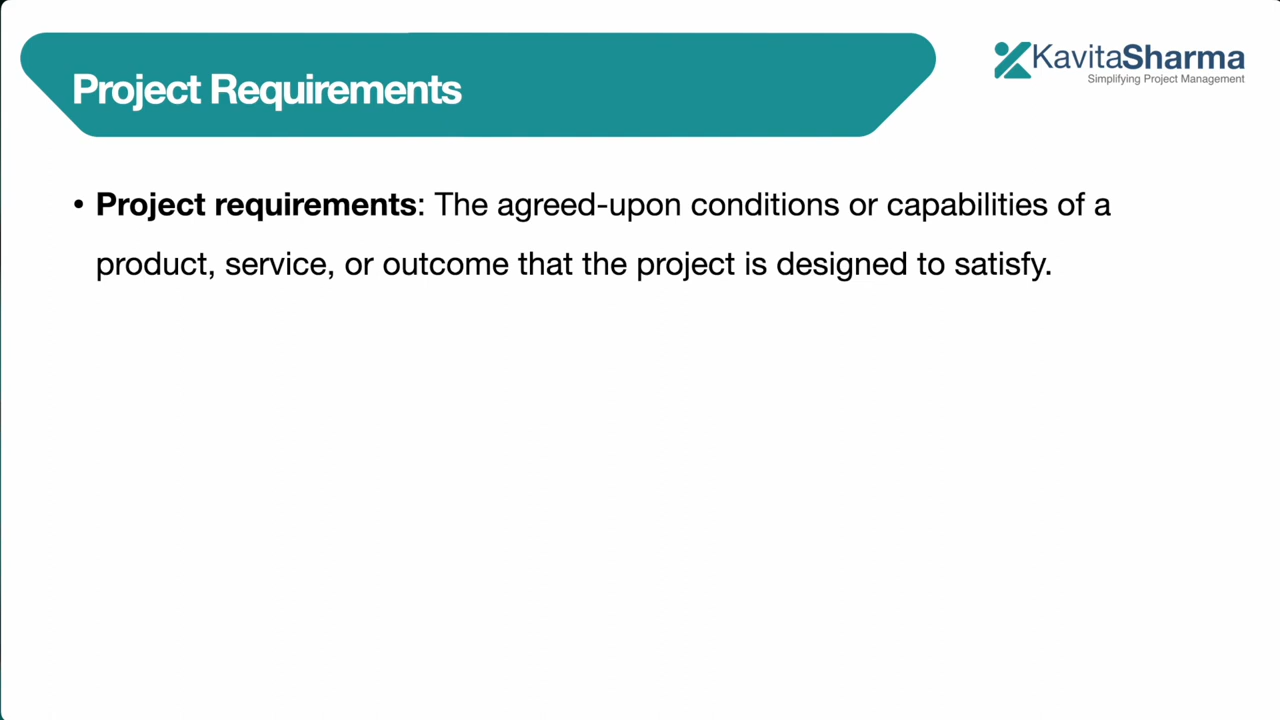 Project Requirements
KavitaSharma
Simplifying Project Management
• Project requirements: The agreed-upon conditions or capabilities of a
product, service, or outcome that the project is designed to satisfy.